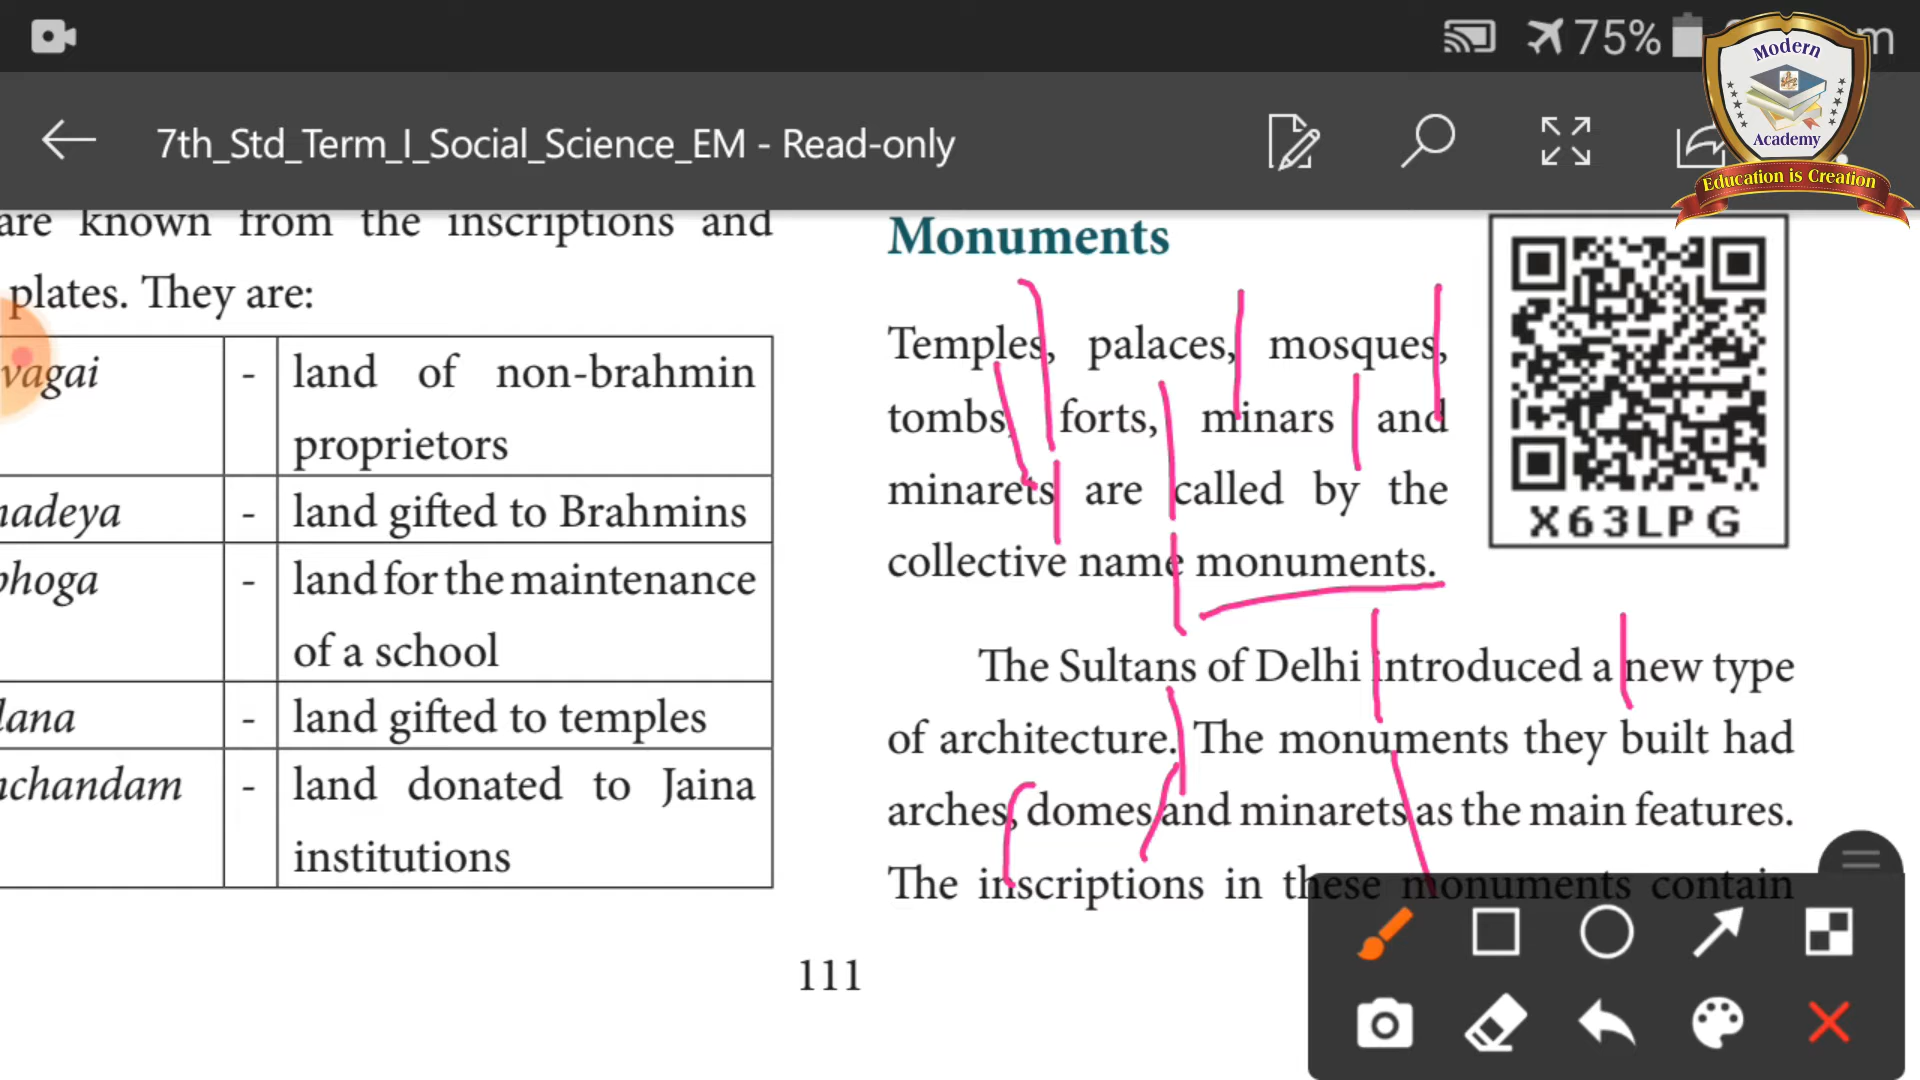 75%
m
Modern
Academy
Education is Creation
7th_Std_Term_I_Social_Science_EM - Read-only
are known from the inscriptions and
plates. They are:
vagai - land of non-brahmin
proprietors
madeya - land gifted to Brahmins
bhoga - land for the maintenance
of a school
dana - land gifted to temples
nchandam - land donated to Jaina
institutions
Monuments
Temples, palaces, mosques,
tombs, forts, minars and
minarets are called by the
collective name monuments.
X63LPG
The Sultans of Delhi introduced a new type
of architecture. The monuments they built had
arches, domes and minarets as the main features.
The inscriptions in these monuments contain
111